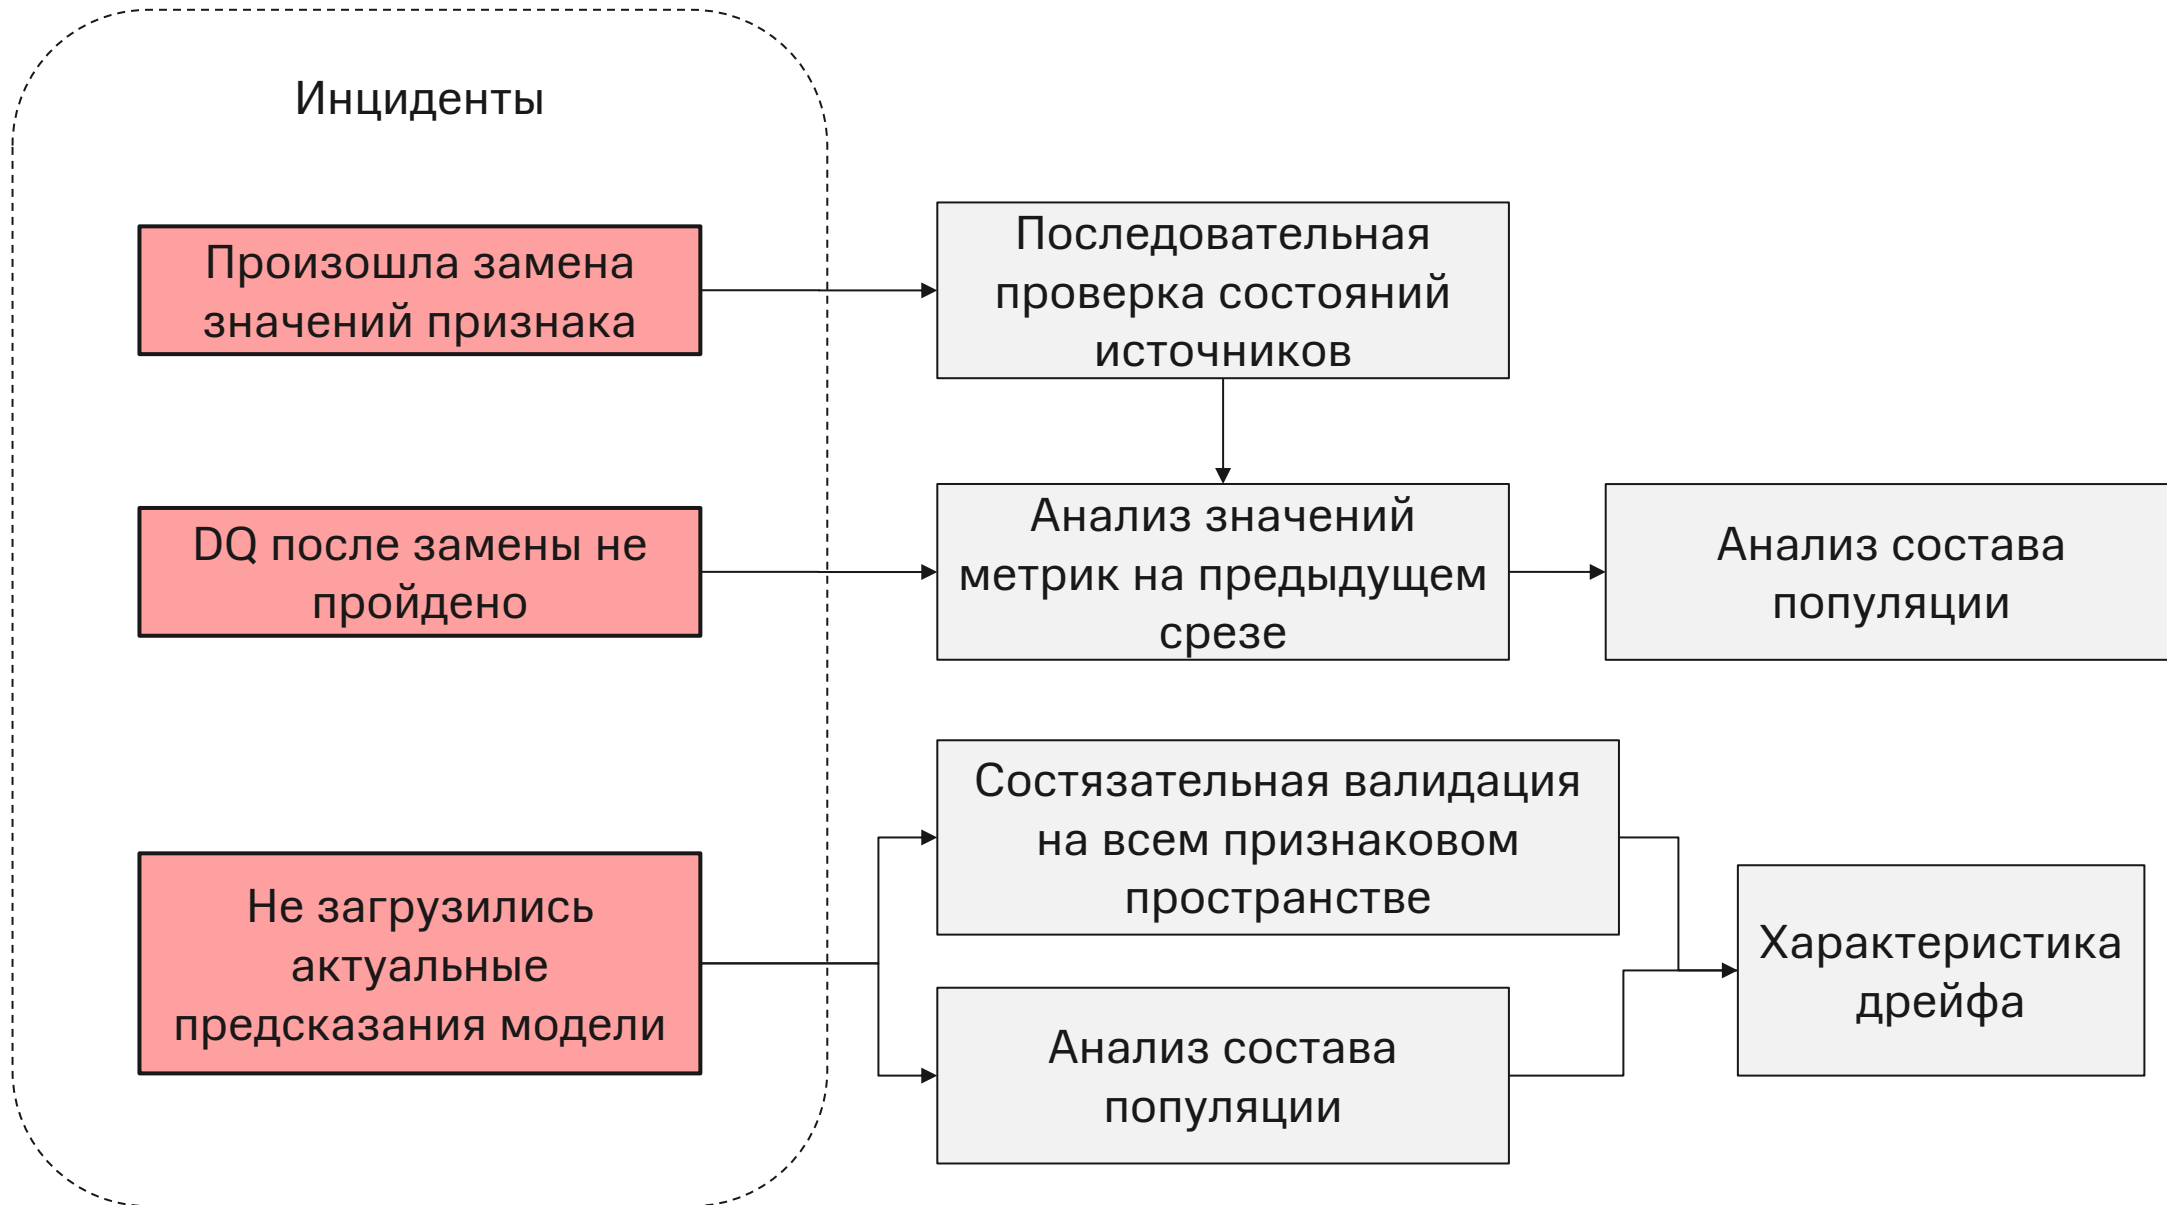 Инциденты
Произошла замена
значений признака
Последовательная
проверка состояний
источников
DQ после замены не
пройдено
Анализ значений
метрик на предыдущем
срезе
Анализ состава
популяции
Не загрузились
актуальные
предсказания модели
Состязательная валидация
на всем признаковом
пространстве
Анализ состава
популяции
Характеристика
дрейфа